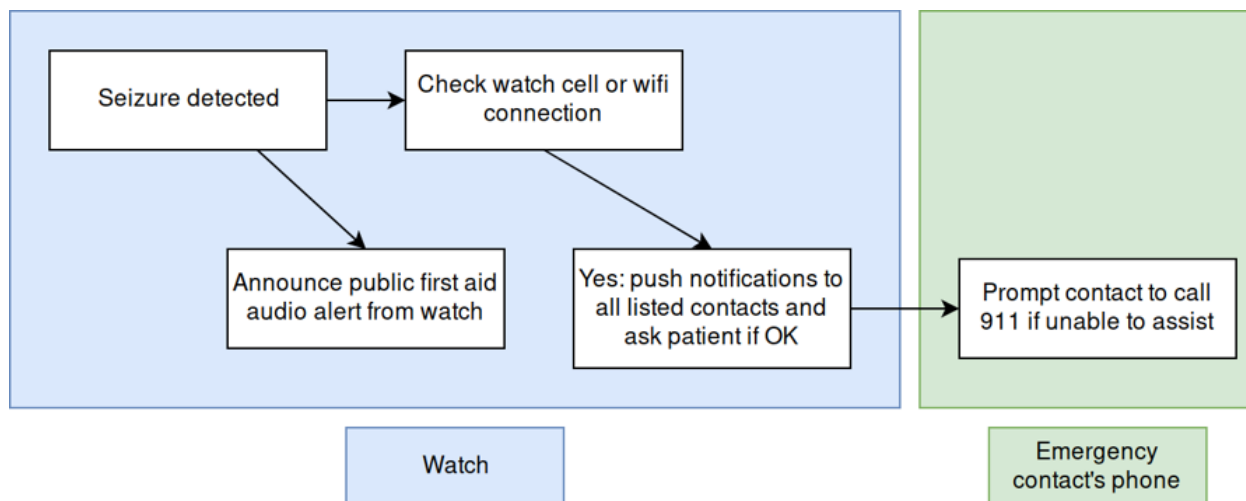 Seizure detected
Check watch cell or wifi
connection
Announce public first aid
audio alert from watch
Yes: push notifications to
all listed contacts and
ask patient if OK
Prompt contact to call
911 if unable to assist
Watch
Emergency
contact's phone